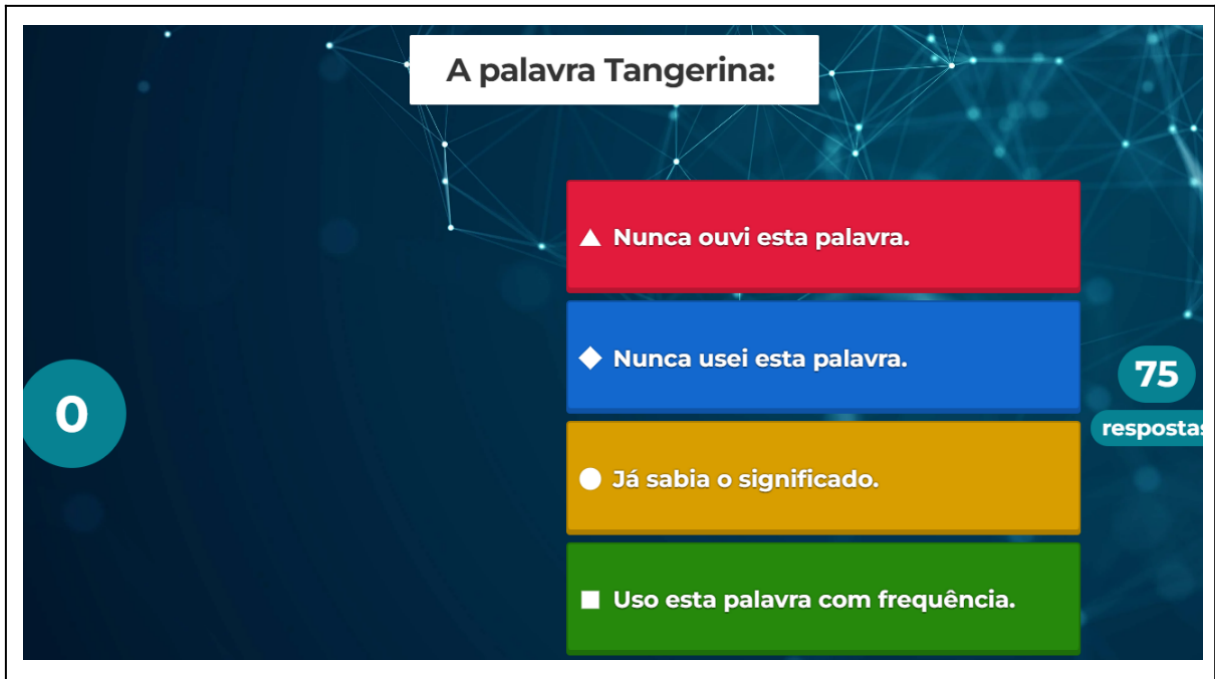 A palavra Tangerina:
Nunca ouvi esta palavra.
Nunca usei esta palavra.
75
0
respostas
Já sabia o significado.
Uso esta palavra com frequência.